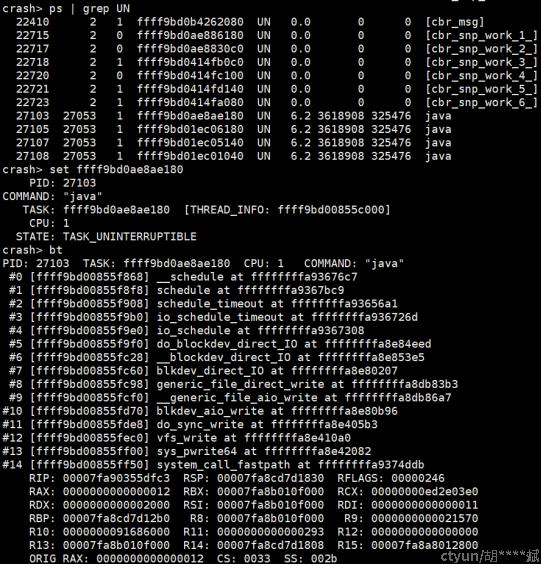 crash> ps | grep UN
22410 2 1 ffff9bd0b4262080 UN 0.0 0 0 [cbr_msg]
22715 2 0 ffff9bd0ae886180 UN 0.0 0 0 [cbr_snp_work_1_]
22717 2 0 ffff9bd0ae8830c0 UN 0.0 0 0 [cbr_snp_work_2_]
22718 2 1 ffff9bd0414fb0c0 UN 0.0 0 0 [cbr_snp_work_3_]
22720 2 0 ffff9bd0414fc100 UN 0.0 0 0 [cbr_snp_work_4_]
22721 2 1 ffff9bd0414fd140 UN 0.0 0 0 [cbr_snp_work_5_]
22723 2 1 ffff9bd0414fa080 UN 0.0 0 0 [cbr_snp_work_6_]
27103 27053 1 ffff9bd0ae8ae180 UN 6.2 3618908 325476 java
27105 27053 1 ffff9bd01ec06180 UN 6.2 3618908 325476 java
27107 27053 1 ffff9bd01ec05140 UN 6.2 3618908 325476 java
27108 27053 1 ffff9bd01ec01040 UN 6.2 3618908 325476 java
crash> set ffff9bd0ae8ae180
PID: 27103
COMMAND: "java"
TASK: ffff9bd0ae8ae180 [THREAD_INFO: ffff9bd00855c000]
CPU: 1
STATE: TASK_UNINTERRUPTIBLE
crash> bt
PID: 27103 TASK: ffff9bd0ae8ae180 CPU: 1 COMMAND: "java"
#0 [ffff9bd00855f868] __schedule at ffffffffa93676c7
#1 [ffff9bd00855f8f8] schedule at ffffffffa9367bc9
#2 [ffff9bd00855f908] schedule_timeout at ffffffffa93656a1
#3 [ffff9bd00855f9b0] io_schedule_timeout at ffffffffa936726d
#4 [ffff9bd00855f9e0] io_schedule at ffffffffa9367308
#5 [ffff9bd00855f9f0] do_blockdev_direct_IO at ffffffffa8e84eed
#6 [ffff9bd00855fc28] __blockdev_direct_IO at ffffffffa8e853e5
#7 [ffff9bd00855fc60] blkdev_direct_IO at ffffffffa8e80207
#8 [ffff9bd00855fc98] generic_file_direct_write at ffffffffa8db83b3
#9 [ffff9bd00855fcf0] __generic_file_aio_write at ffffffffa8db86a7
#10 [ffff9bd00855fd70] blkdev_aio_write at ffffffffa8e80b96
#11 [ffff9bd00855fde8] do_sync_write at ffffffffa8e405b3
#12 [ffff9bd00855fec0] vfs_write at ffffffffa8e410a0
#13 [ffff9bd00855ff00] sys_pwrite64 at ffffffffa8e42082
#14 [ffff9bd00855ff50] system_call_fastpath at ffffffffa9374ddb
RIP: 00007fa90355dfc3 RSP: 00007fa8cd7d1830 RFLAGS: 00000246
RAX: 0000000000000012 RBX: 00007fa8b010f000 RCX: 00000000ed2e03e0
RDX: 0000000000002000 RSI: 00007fa8b010f000 RDI: 0000000000000011
RBP: 00007fa8cd7d12b0 R8: 00007fa8b010f000 R9: 0000000000021570
R10: 0000000091686000 R11: 0000000000000293 R12: 0000000000000000
R13: 00007fa8b010f000 R14: 00007fa8cd7d1808 R15: 00007fa8a8012800
ORIG RAX: 0000000000000012 CS: 0033 SS: 002b
ctyun/胡****斌